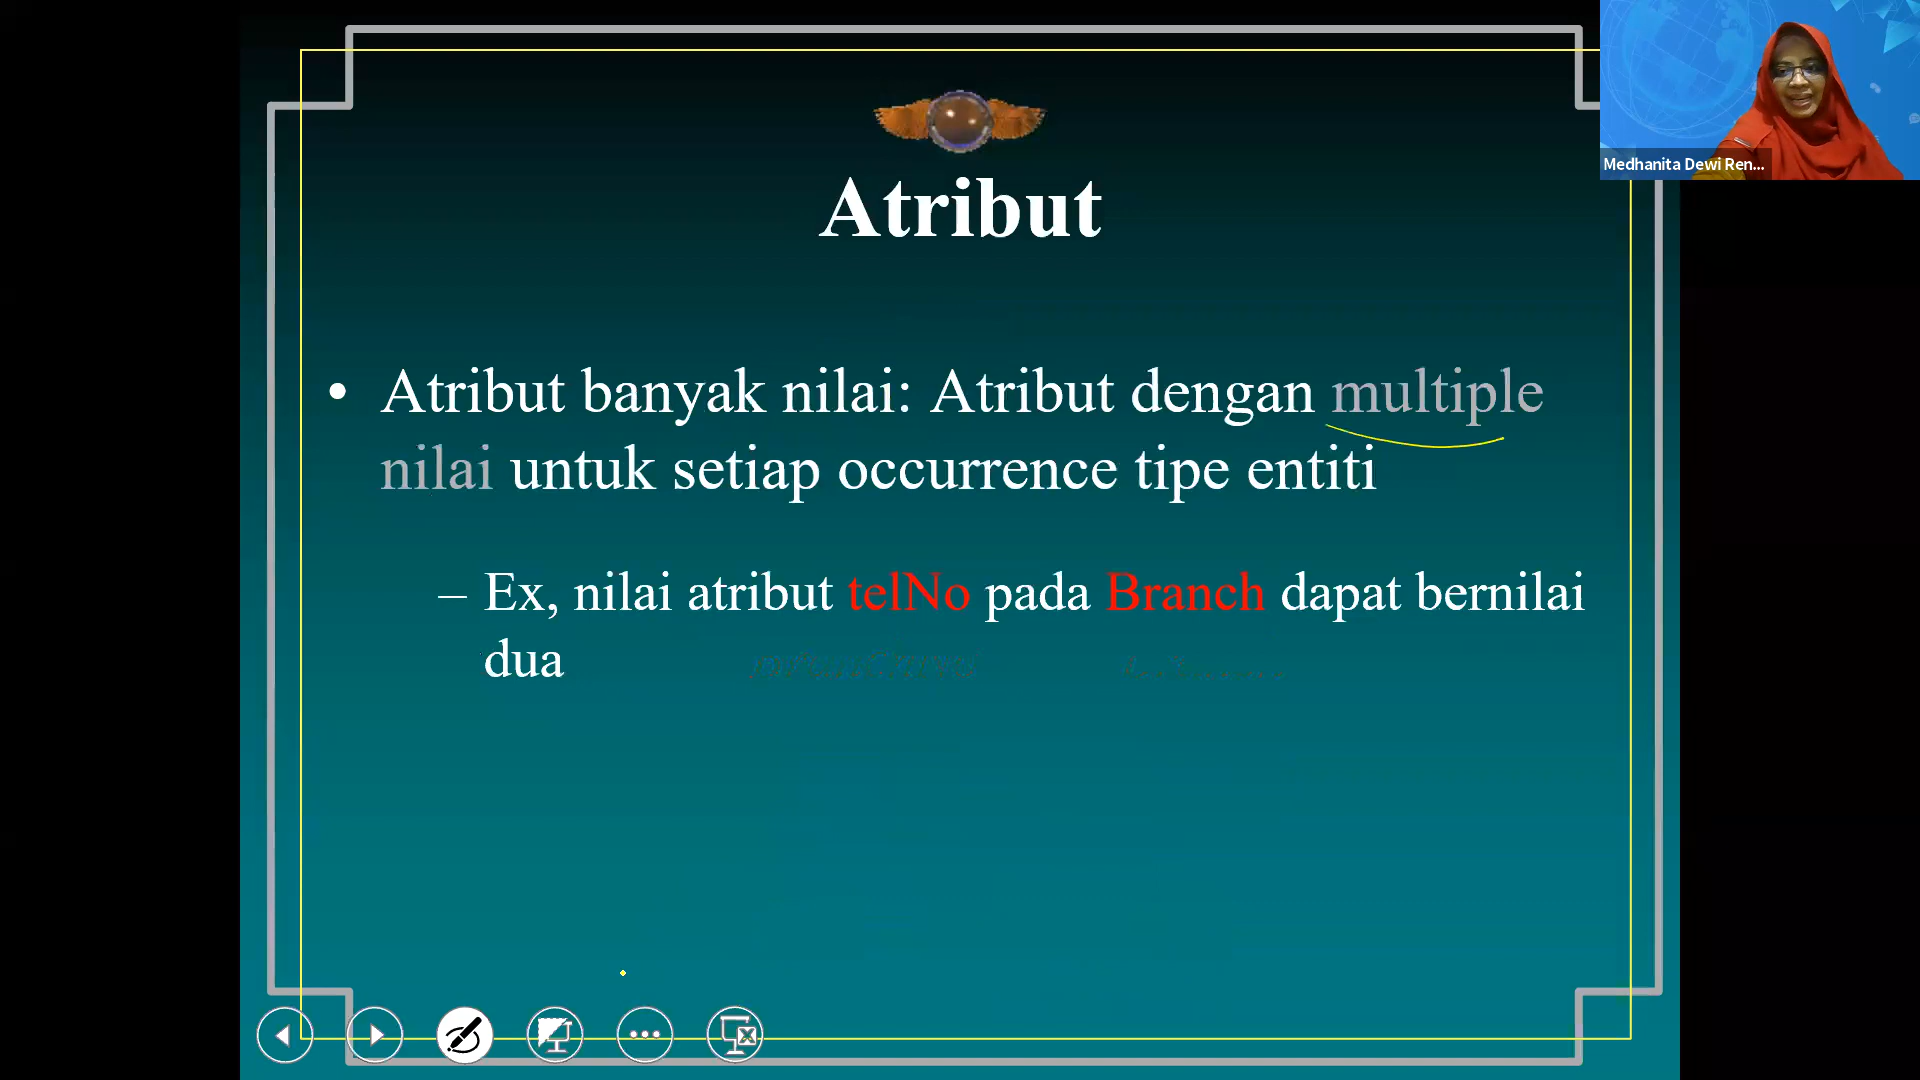 Medhanita Dewi Ren...
Atribut
• Atribut banyak nilai: Atribut dengan multiple
nilai untuk setiap occurrence tipe entiti
– Ex, nilai atribut telNo pada Branch dapat bernilai
dua